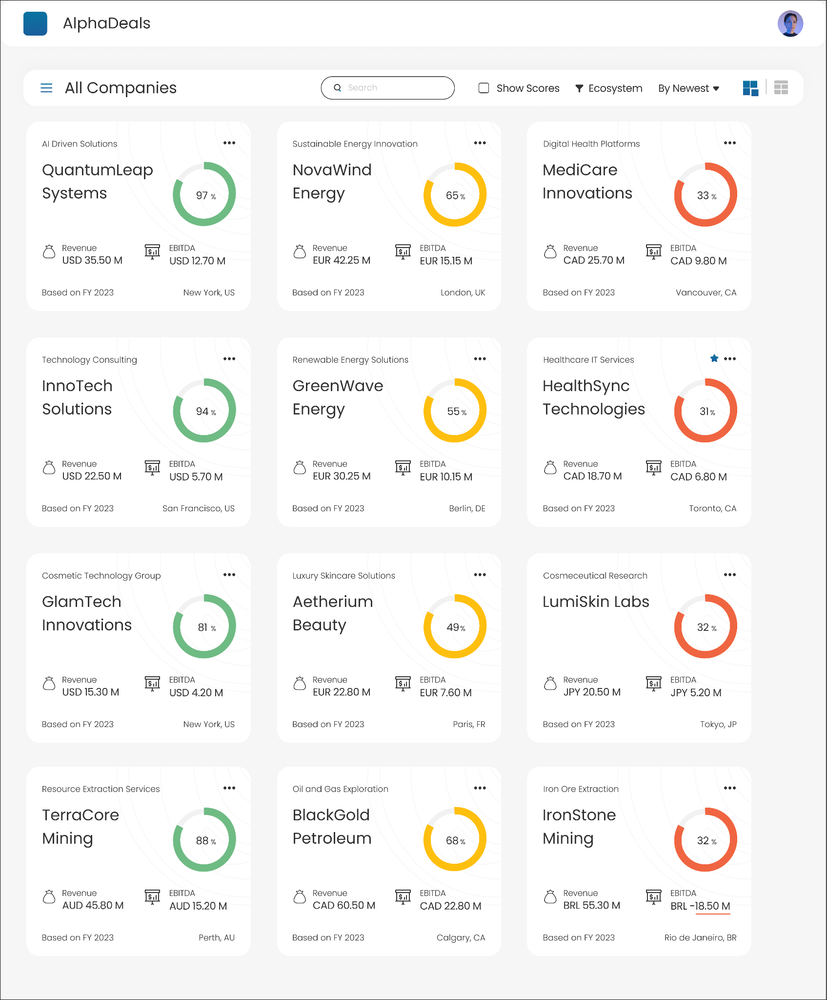 AlphaDeals
All Companies
Search
Show Scores
Ecosystem
By Newest
AI Driven Solutions
QuantumLeap
Systems
97 %
Revenue
USD 35.50 M
EBITDA
USD 12.70 M
Based on FY 2023
New York, US
Sustainable Energy Innovation
NovaWind
Energy
65 %
Revenue
EUR 42.25 M
EBITDA
EUR 15.15 M
Based on FY 2023
London, UK
Digital Health Platforms
MediCare
Innovations
33 %
Revenue
CAD 25.70 M
EBITDA
CAD 9.80 M
Based on FY 2023
Vancouver, CA
Technology Consulting
InnoTech
Solutions
94 %
Revenue
USD 22.50 M
EBITDA
USD 5.70 M
Based on FY 2023
San Francisco, US
Renewable Energy Solutions
GreenWave
Energy
55 %
Revenue
EUR 30.25 M
EBITDA
EUR 10.15 M
Based on FY 2023
Berlin, DE
Healthcare IT Services
HealthSync
Technologies
31 %
Revenue
CAD 18.70 M
EBITDA
CAD 6.80 M
Based on FY 2023
Toronto, CA
Cosmetic Technology Group
GlamTech
Innovations
81 %
Revenue
USD 15.30 M
EBITDA
USD 4.20 M
Based on FY 2023
New York, US
Luxury Skincare Solutions
Aetherium
Beauty
49 %
Revenue
EUR 22.80 M
EBITDA
EUR 7.60 M
Based on FY 2023
Paris, FR
Cosmeceutical Research
LumiSkin Labs
32 %
Revenue
JPY 20.50 M
EBITDA
JPY 5.20 M
Based on FY 2023
Tokyo, JP
Resource Extraction Services
TerraCore
Mining
88 %
Revenue
AUD 45.80 M
EBITDA
AUD 15.20 M
Based on FY 2023
Perth, AU
Oil and Gas Exploration
BlackGold
Petroleum
68 %
Revenue
CAD 60.50 M
EBITDA
CAD 22.80 M
Based on FY 2023
Calgary, CA
Iron Ore Extraction
IronStone
Mining
32 %
Revenue
BRL 55.30 M
EBITDA
BRL -18.50 M
Based on FY 2023
Rio de Janeiro, BR